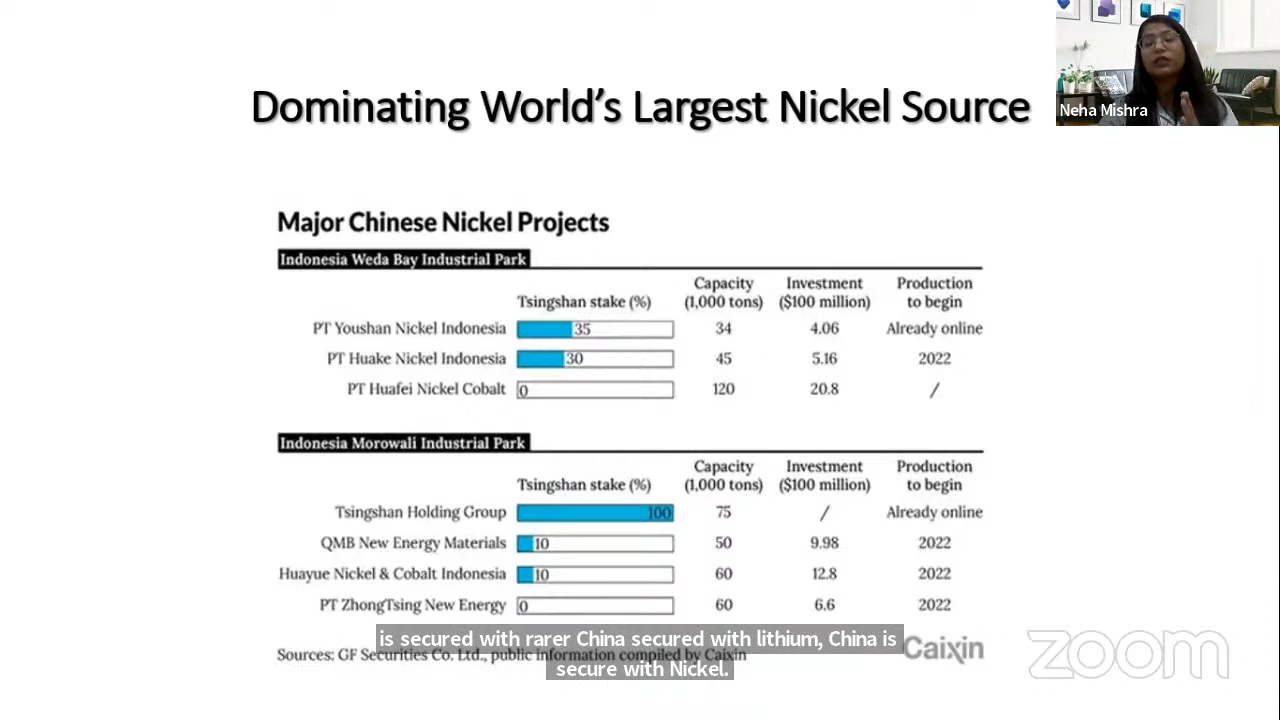 Dominating World's Largest Nickel Source
Neha Mishra
Major Chinese Nickel Projects
Indonesia Weda Bay Industrial Park
Tsingshan stake (%) Capacity (1,000 tons) Investment ($100 million) Production to begin
PT Youshan Nickel Indonesia 35 34 4.06 Already online
PT Huake Nickel Indonesia 30 45 5.16 2022
PT Huafei Nickel Cobalt 0 120 20.8 /
Indonesia Morowali Industrial Park
Tsingshan stake (%) Capacity (1,000 tons) Investment ($100 million) Production to begin
Tsingshan Holding Group 100 75 / Already online
QMB New Energy Materials 10 50 9.98 2022
Huayue Nickel & Cobalt Indonesia 10 60 12.8 2022
PT ZhongTsing New Energy 0 60 6.6 2022
is secured with rarer China secured with lithium, China is
secure with Nickel.
Sources: GF Securities Co. Ltd., public information compiled by Caixin
Caixin
zoom